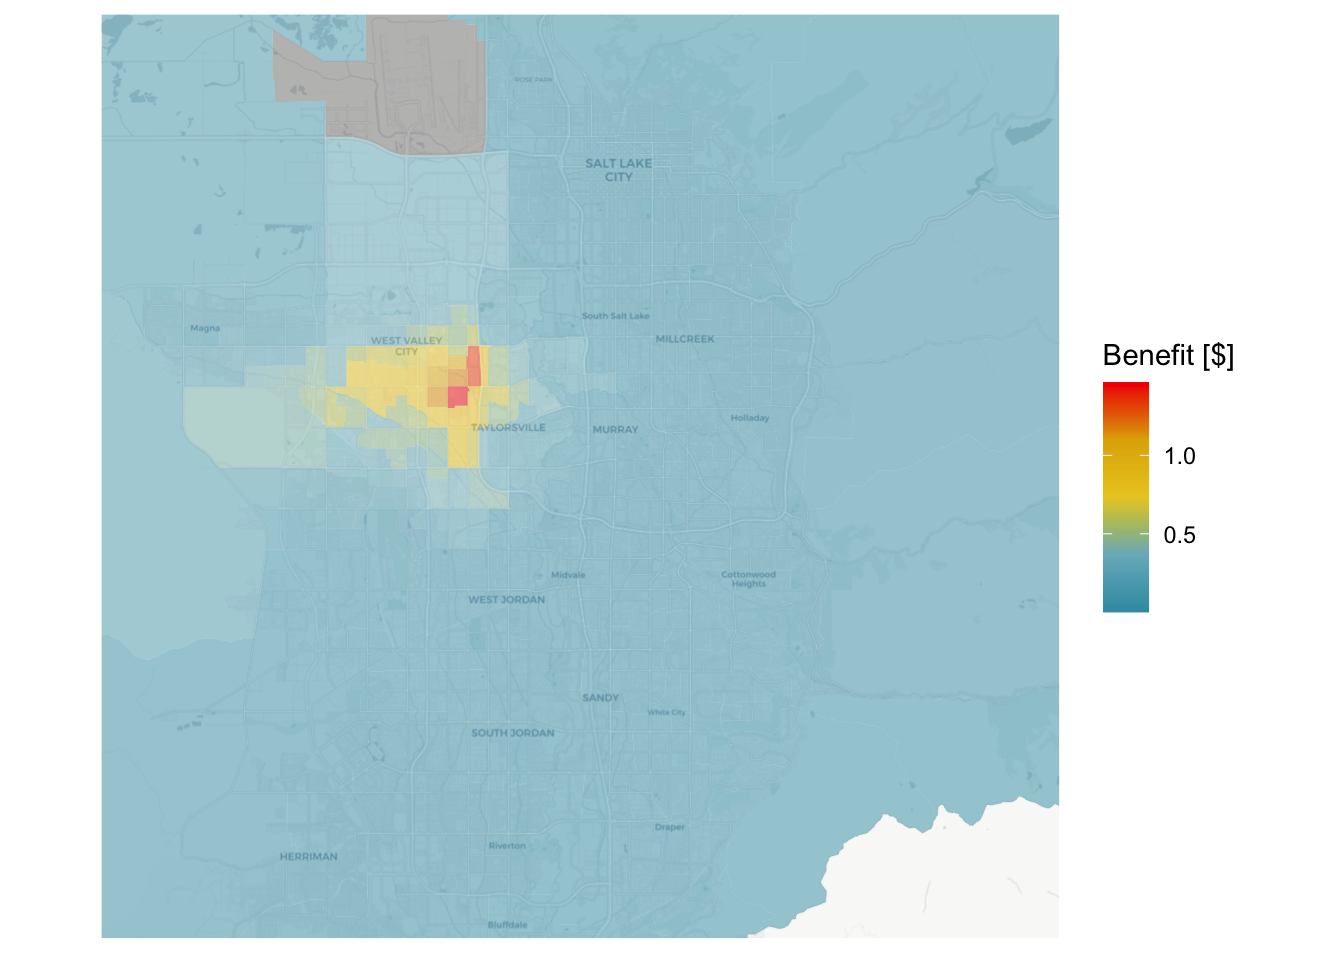 ROSE PARK
SALT LAKE
CITY
South Salt Lake
Magna
MILLCREEK
WEST VALLEY
CITY
Benefit [$]
Holladay
TAYLORSVILLE
MURRAY
1.0
0.5
Midvale
Cottonwood
Heights
WEST JORDAN
SANDY
White City
SOUTH JORDAN
Draper
Riverton
HERRIMAN
Bluffdale